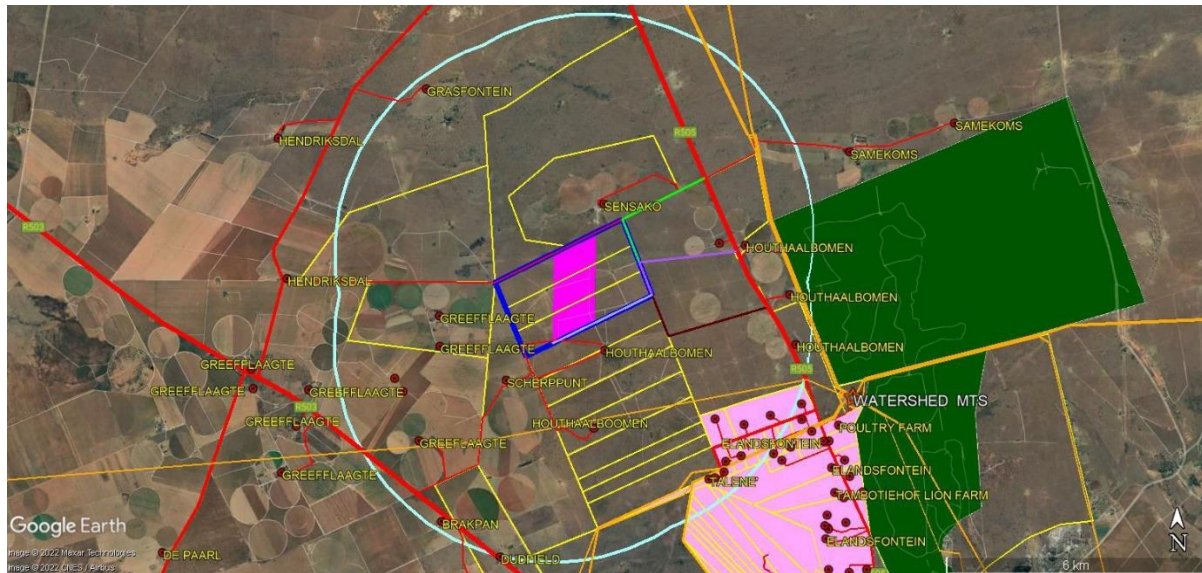 GRASFONTEIN
SAMEKOMS
R505
HENDRIKSDAL
SAMEKOMS
SENSAKO
R503
HOUTHAALBOMEN
HENDRIKSDAL
HOUTHAALBOMEN
GREEFFLAAGTE
GREEFFLAAGTE
HOUTHAALBOMEN
HOUTHAALBOMEN
GREEFFLAAGTE
R505
SCHERPPUNT
GREEFFLAAGTE
GREEFFLAAGTE
WATERSHED MTS
R503
GREEFFLAAGTE
HOUTHAALBOOMEN
POULTRY FARM
GREEFFLAAGTE
ELANDSFONTEIN
GREEFFLAAGTE
ELANDSFONTEIN
'TALENE'
TAMBOTIEHOF LION FARM
BRAKPAN
Google Earth
ELANDSFONTEIN
N
Image © 2022 Maxar Technologies
DE PAARL
DUDFIELD
Image © 2022 CNES / Airbus
6 km